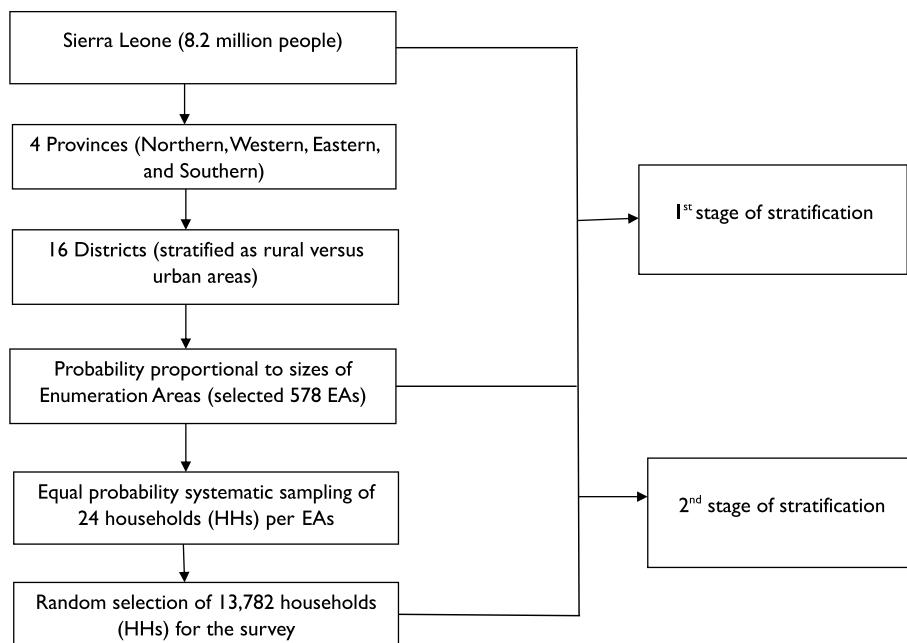 Sierra Leone (8.2 million people)
4 Provinces (Northern, Western, Eastern,
and Southern)
16 Districts (stratified as rural versus
urban areas)
Probability proportional to sizes of
Enumeration Areas (selected 578 EAs)
Equal probability systematic sampling of
24 households (HHs) per EAs
Random selection of 13,782 households
(HHs) for the survey
1st stage of stratification
2nd stage of stratification